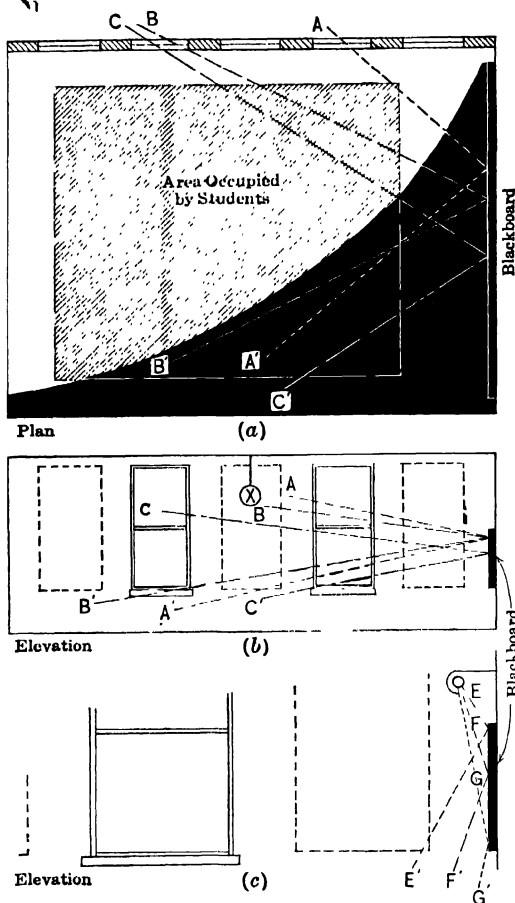 C B A
Area Occupied
by Students
Blackboard
B' A'
C'
Plan (a)
A
B
C
B' A' C'
Elevation (b)
Blackboard
E
F
G
E' F' G'
Elevation (c)